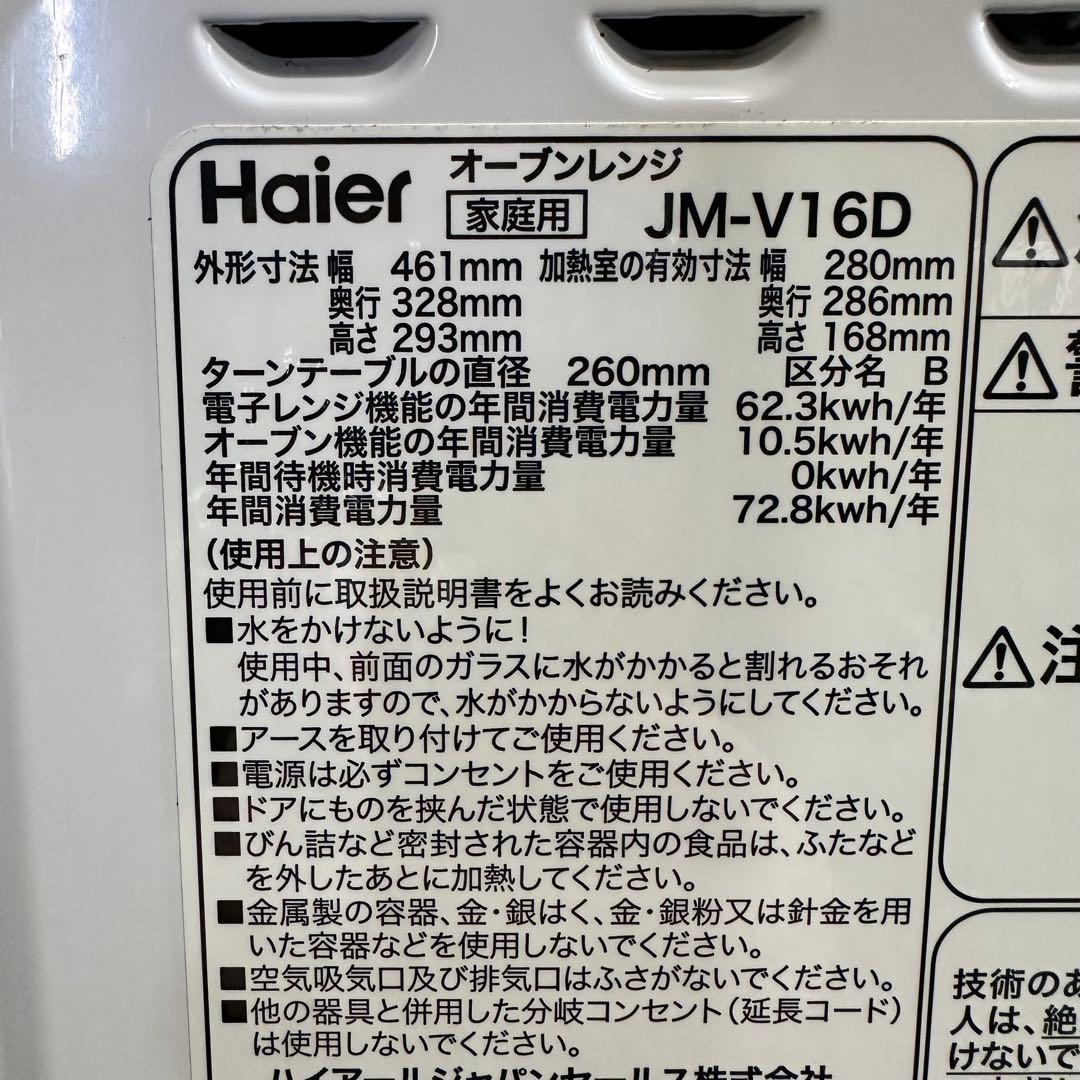 Haier オーブンレンジ
家庭用 JM-V16D
外形寸法 幅 461mm 加熱室の有効寸法 幅 280mm
奥行 328mm 奥行 286mm
高さ 293mm 高さ 168mm
ターンテーブルの直径 260mm 区分名 B
電子レンジ機能の年間消費電力量 62.3kwh/年
オーブン機能の年間消費電力量 10.5kwh/年
年間待機時消費電力量 0kwh/年
年間消費電力量 72.8kwh/年
(使用上の注意)
使用前に取扱説明書をよくお読みください。
■水をかけないように!
使用中、前面のガラスに水がかかると割れるおそれ
がありますので、水がかからないようにしてください。
■アースを取り付けてご使用ください。
■電源は必ずコンセントをご使用ください。
■ドアにものを挟んだ状態で使用しないでください。
■びん詰など密封された容器内の食品は、ふたなど
を外したあとに加熱してください。
■金属製の容器、金・銀はく、金・銀粉又は針金を用
いた容器などを使用しないでください。
■空気吸気口及び排気口はふさがないでください。
■他の器具と併用した分岐コンセント(延長コード)
は使用しないでください。
ハイアールジャパンセールス株式会社
注
技術のあ
人は、絶
けないで